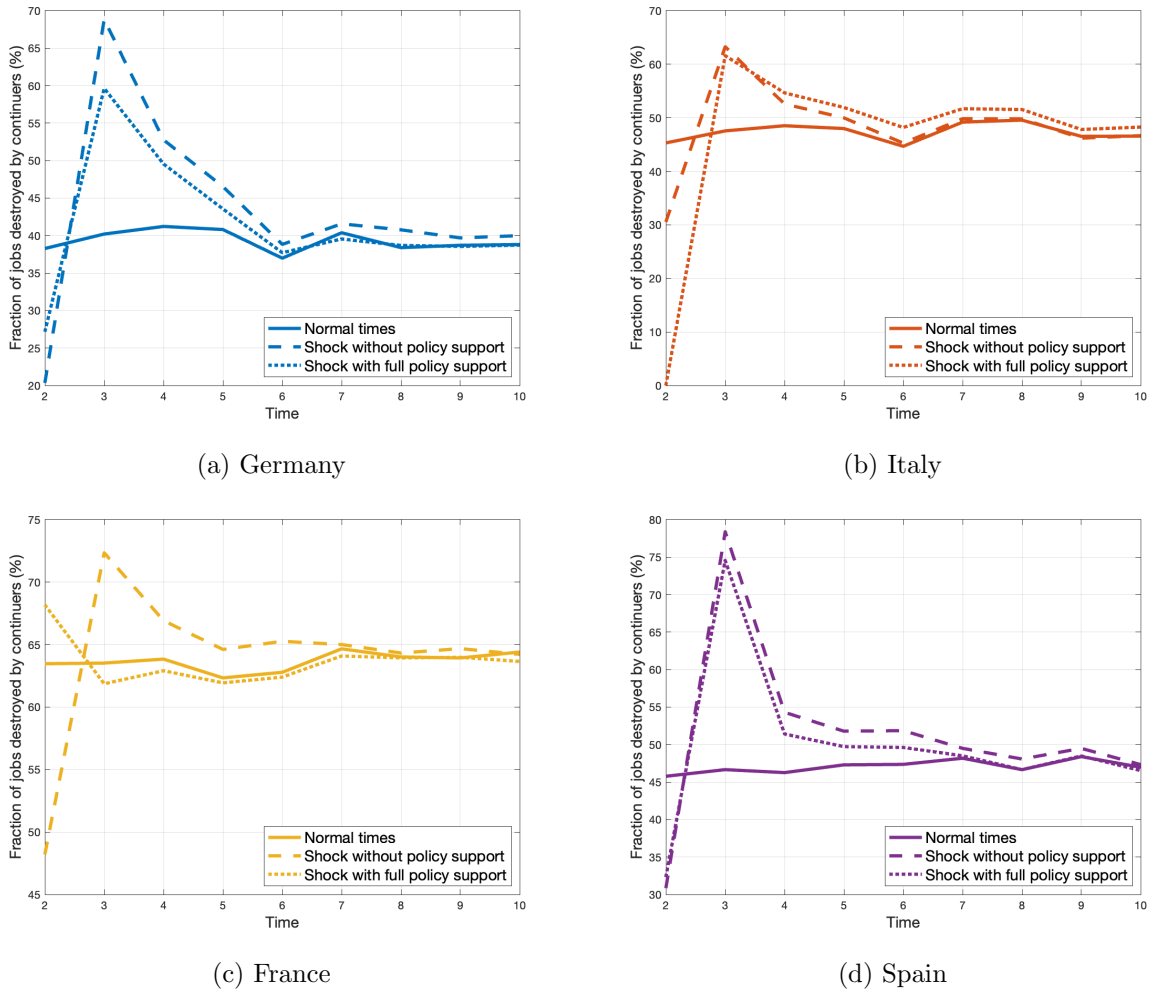 Fraction of jobs destroyed by continuers (%)
70
65
60
55
50
45
40
35
30
25
20
2 3 4 5 6 7 8 9 10
Time
Normal times
Shock without policy support
Shock with full policy support
(a) Germany
Fraction of jobs destroyed by continuers (%)
70
60
50
40
30
20
10
0
2 3 4 5 6 7 8 9 10
Time
Normal times
Shock without policy support
Shock with full policy support
(b) Italy
Fraction of jobs destroyed by continuers (%)
75
70
65
60
55
50
45
2 3 4 5 6 7 8 9 10
Time
Normal times
Shock without policy support
Shock with full policy support
(c) France
Fraction of jobs destroyed by continuers (%)
80
75
70
65
60
55
50
45
40
35
30
2 3 4 5 6 7 8 9 10
Time
Normal times
Shock without policy support
Shock with full policy support
(d) Spain